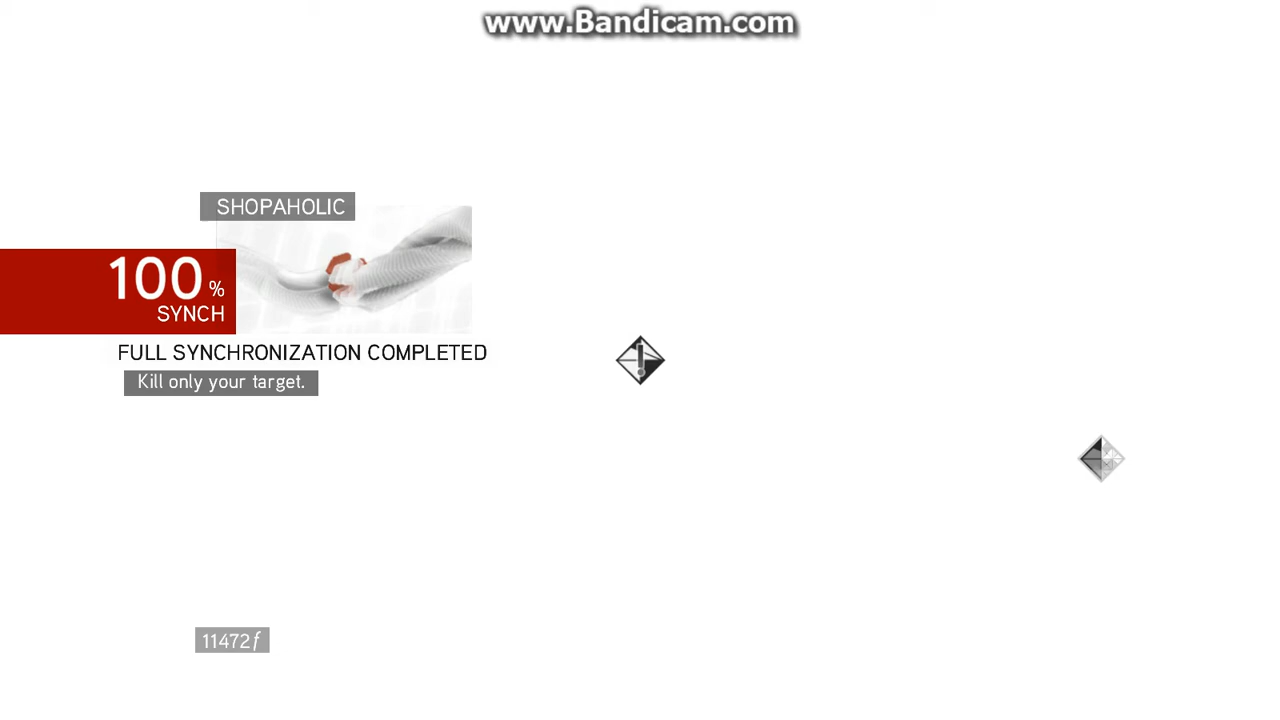 www.Bandicam.com
SHOPAHOLIC
100%
SYNCH
FULL SYNCHRONIZATION COMPLETED
Kill only your target.
11472ƒ